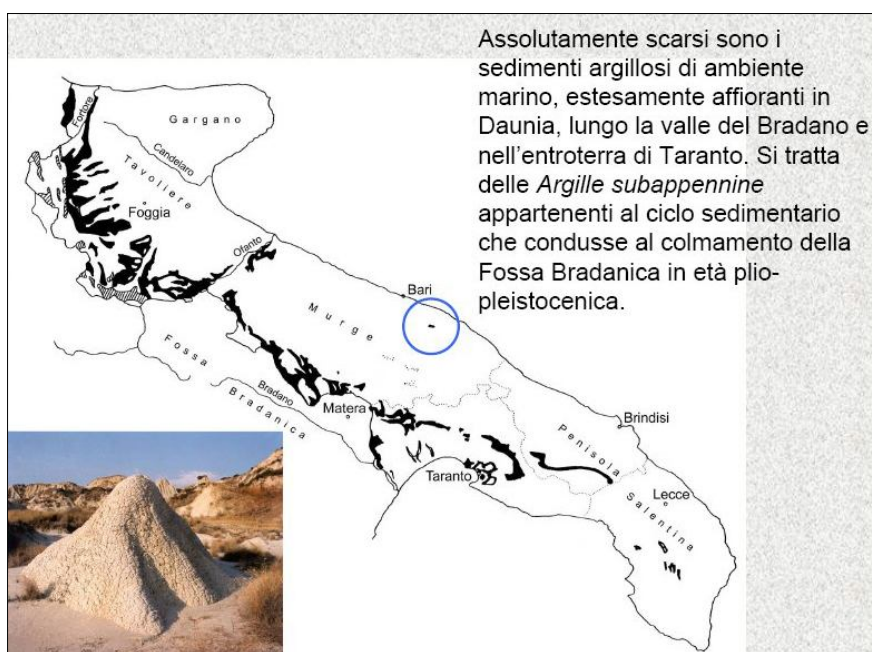 Assolutamente scarsi sono i
sedimenti argillosi di ambiente
marino, estesamente affioranti in
Daunia, lungo la valle del Bradano e
nell'entroterra di Taranto. Si tratta
delle Argille subappennine
appartenenti al ciclo sedimentario
che condusse al colmamento della
Fossa Bradanica in età plio-
pleistocenica.
Fortore
Gargano
Candelaro
Tavoliere
Foggia
Ofanto
Bari
Murge
Fossa
Bradanica
Bradano
Matera
Brindisi
Penisola
Taranto
Lecce
Salentina